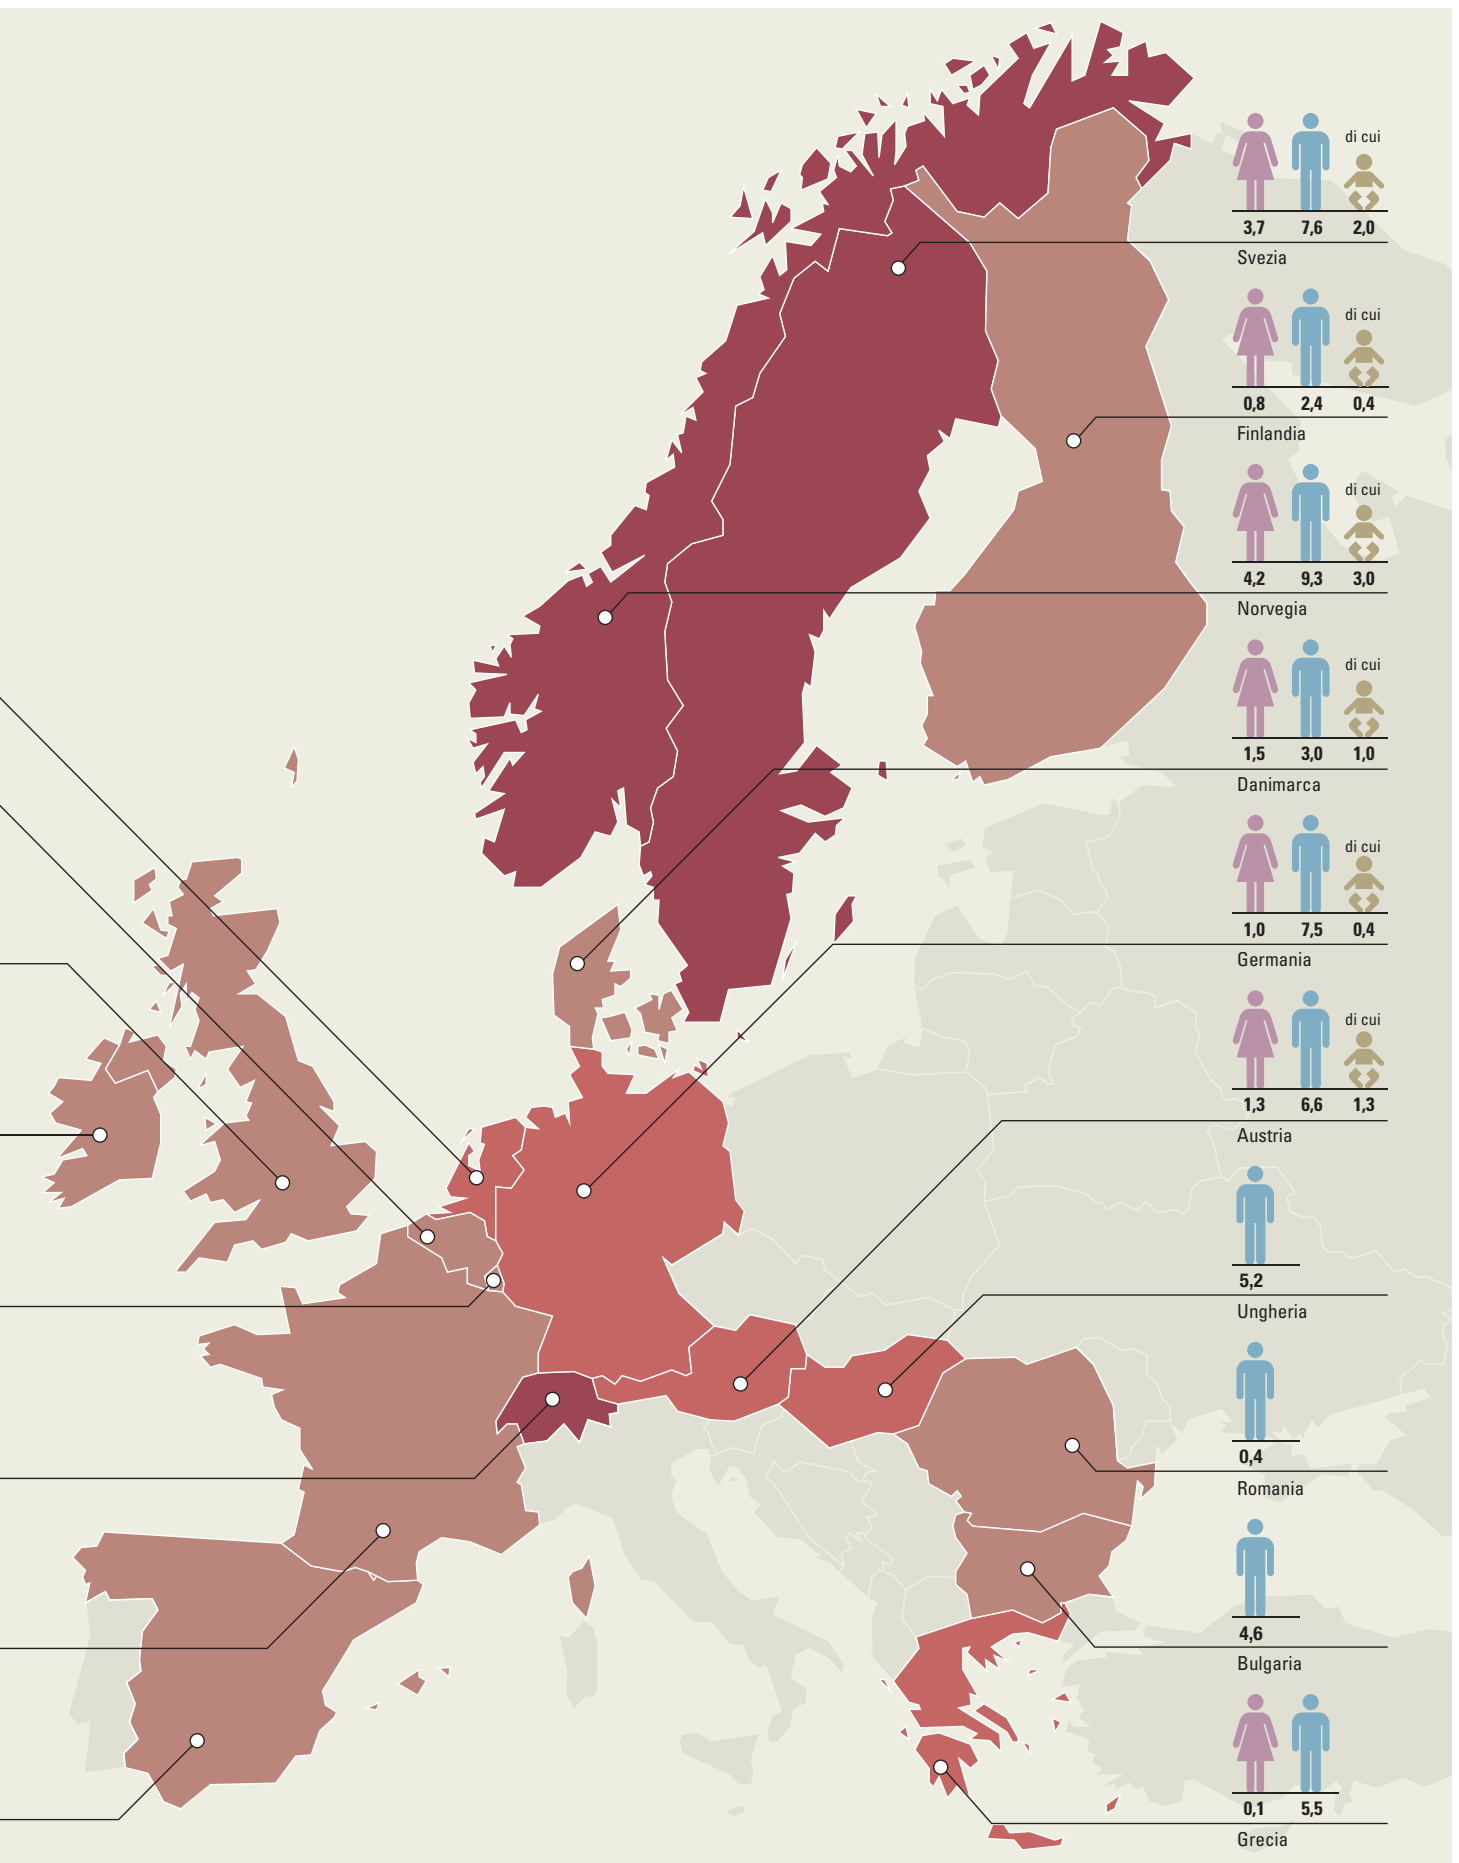 di cui
3,7 7,6 2,0
Svezia
di cui
0,8 2,4 0,4
Finlandia
di cui
4,2 9,3 3,0
Norvegia
di cui
1,5 3,0 1,0
Danimarca
di cui
1,0 7,5 0,4
Germania
di cui
1,3 6,6 1,3
Austria
5,2
Ungheria
0,4
Romania
4,6
Bulgaria
0,1 5,5
Grecia